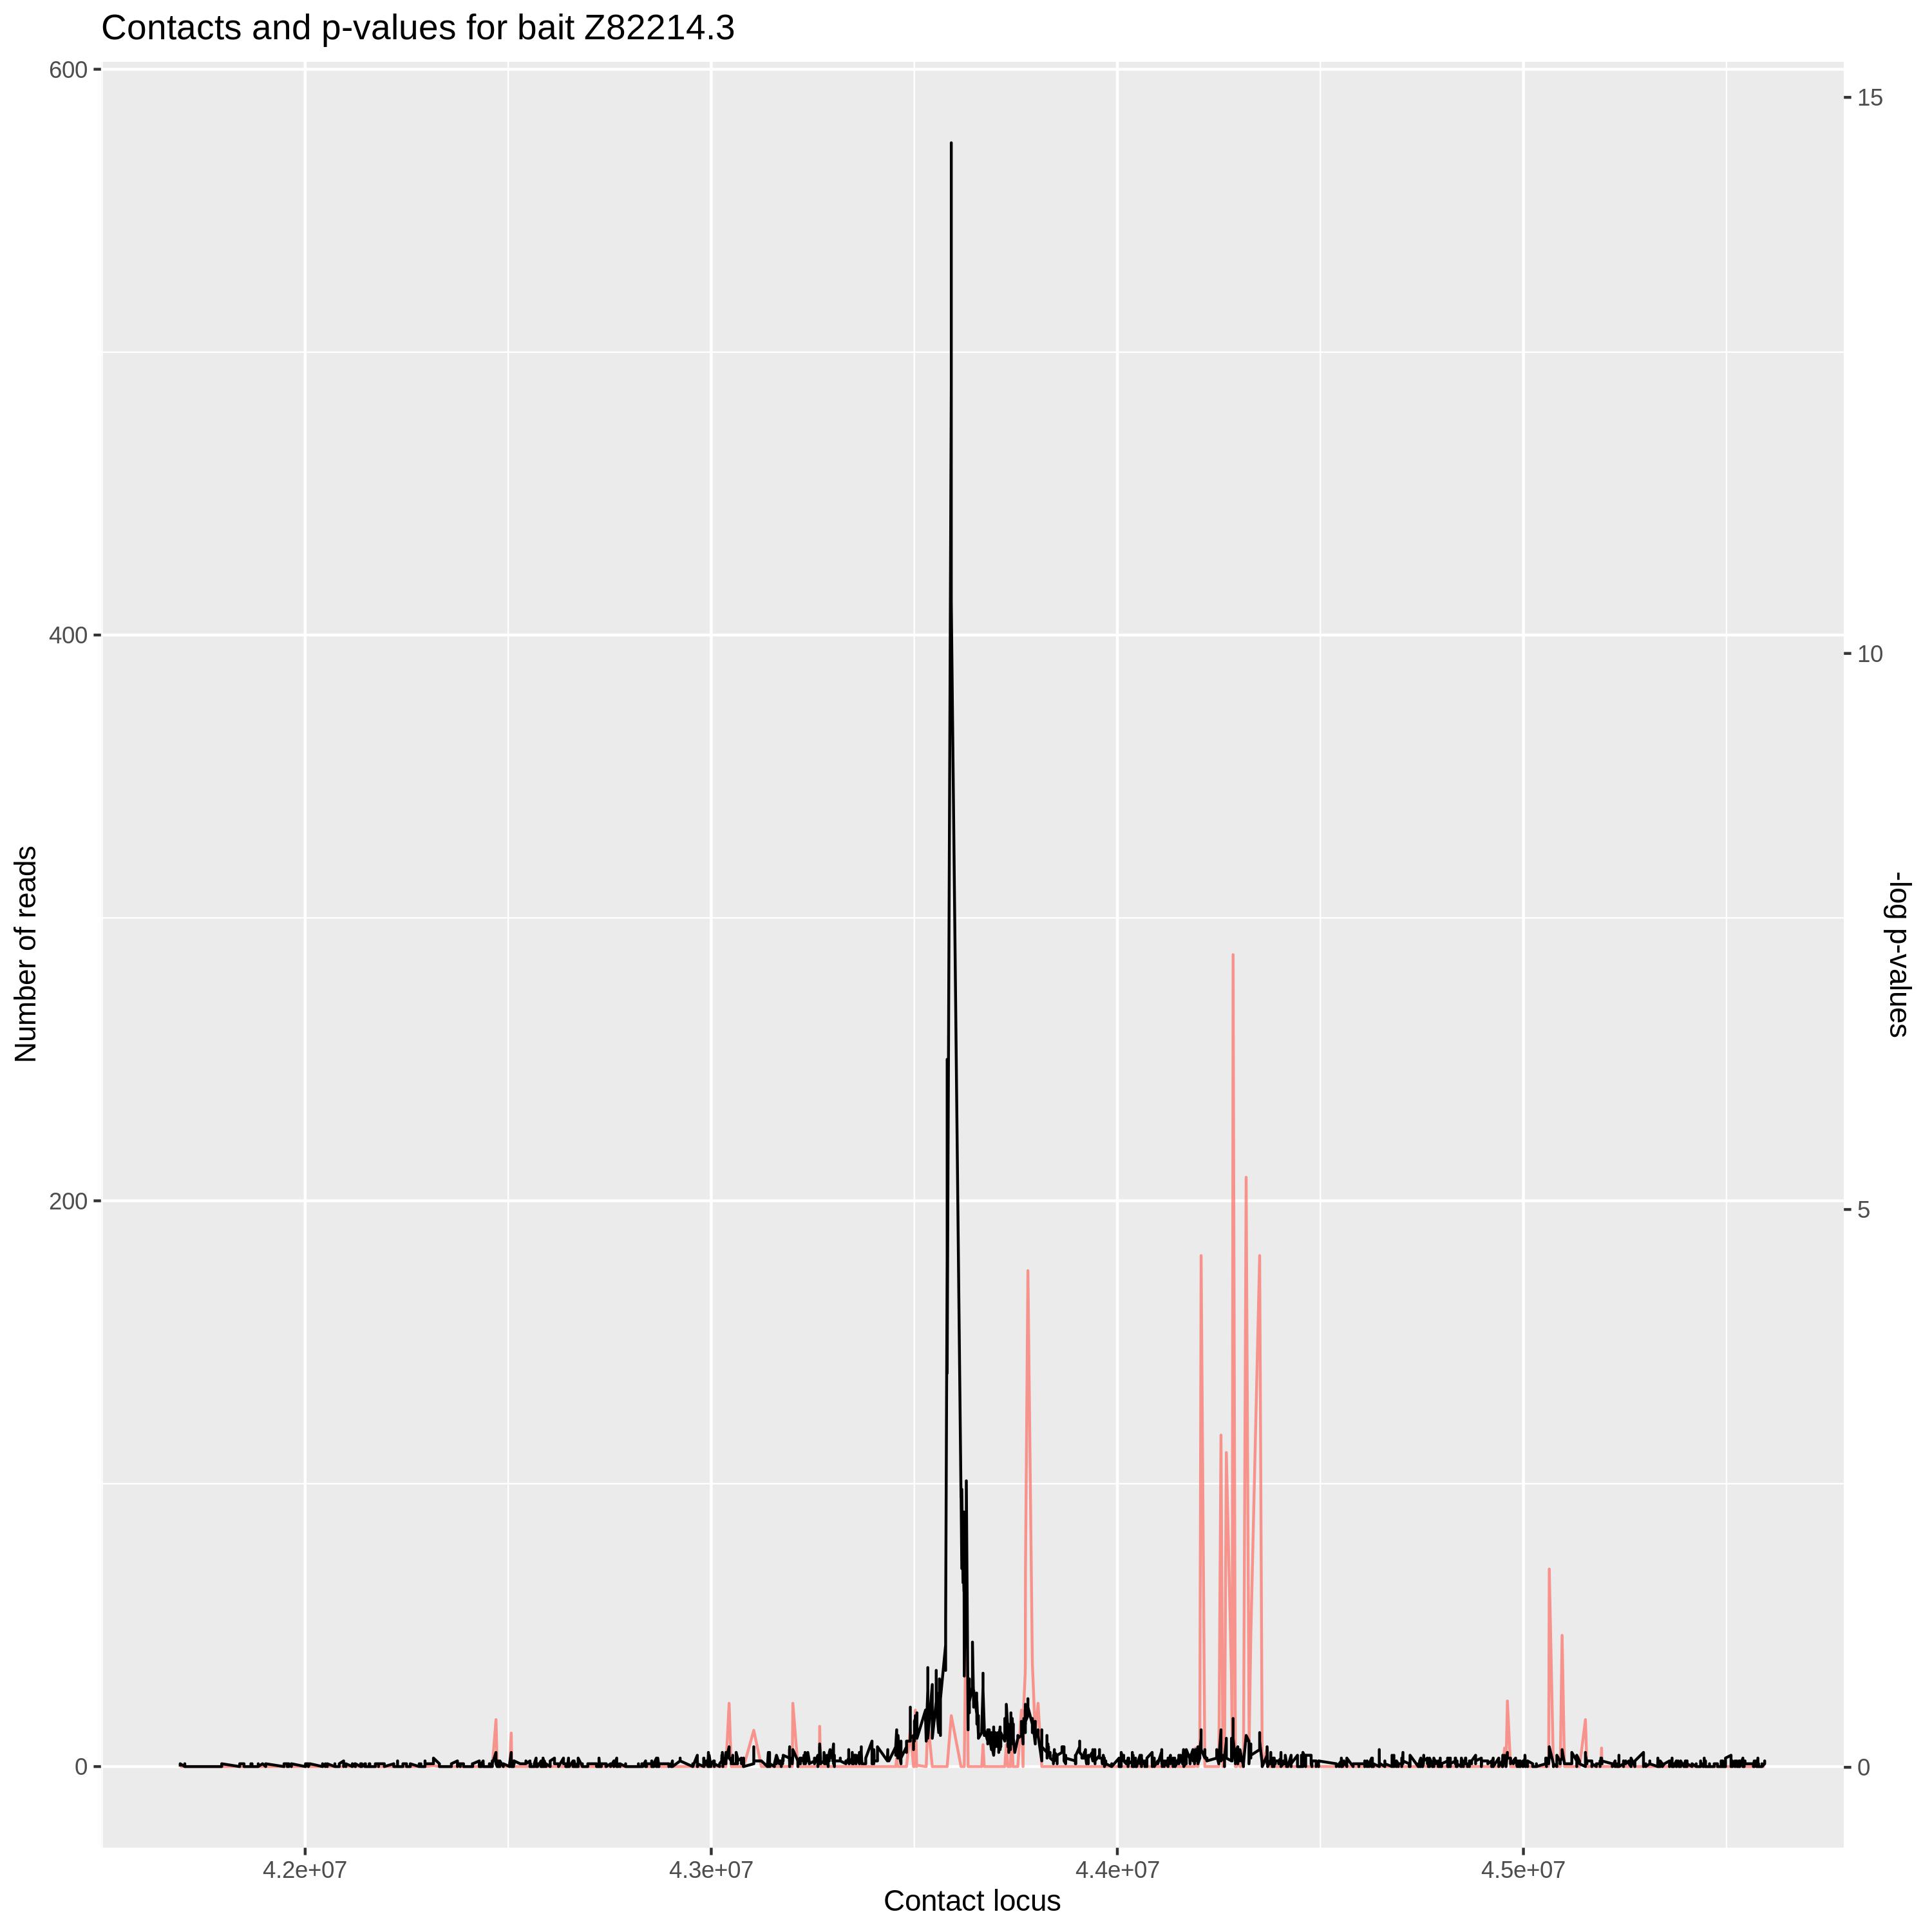 Contacts and p-values for bait Z82214.3
600
400
200
0
Number of reads
15
10
5
0
-log p-values
4.2e+07 4.3e+07 4.4e+07 4.5e+07
Contact locus